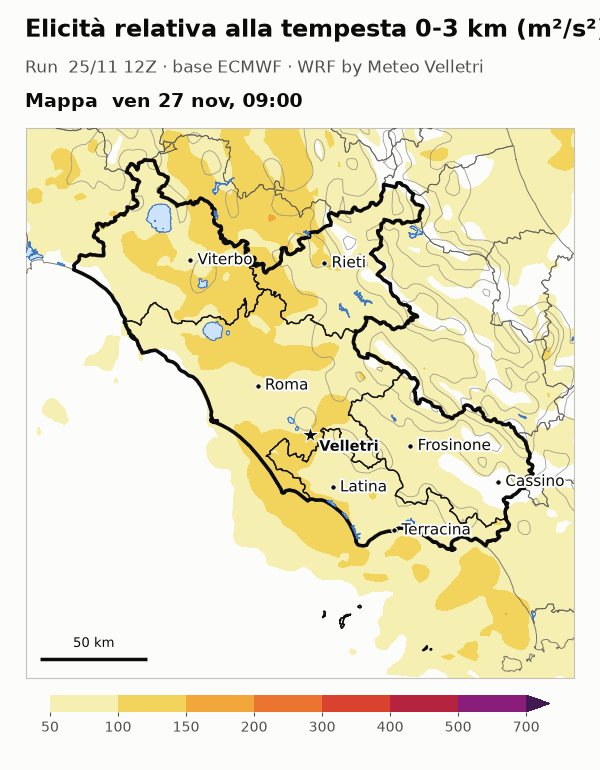 Elicità relativa alla tempesta 0-3 km (m²/s²)
Run 25/11 12Z · base ECMWF · WRF by Meteo Velletri
Mappa ven 27 nov, 09:00
Viterbo
Rieti
Roma
Velletri
Frosinone
Cassino
Latina
Terracina
50 km
50 100 150 200 300 400 500 700